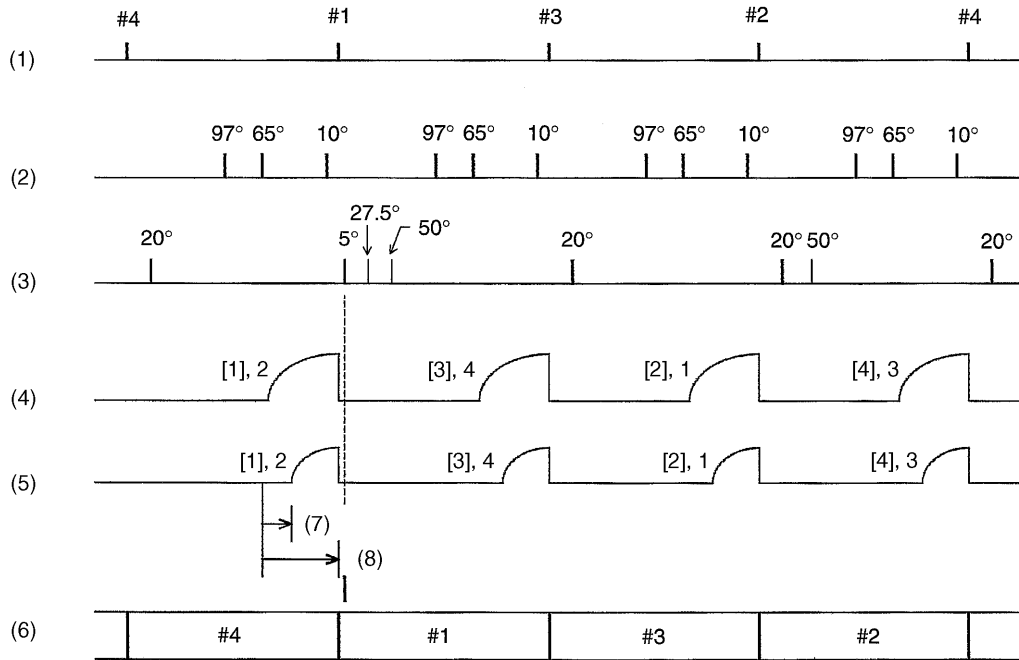 #4 #1 #3 #2 #4
(1)
97° 65° 10° 97° 65° 10° 97° 65° 10° 97° 65° 10°
(2)
27.5°
50°
20° 5° 20° 20° 50° 20°
(3)
[1], 2 [3], 4 [2], 1 [4], 3
(4)
[1], 2 [3], 4 [2], 1 [4], 3
(5)
(7)
(8)
(6) #4 #1 #3 #2